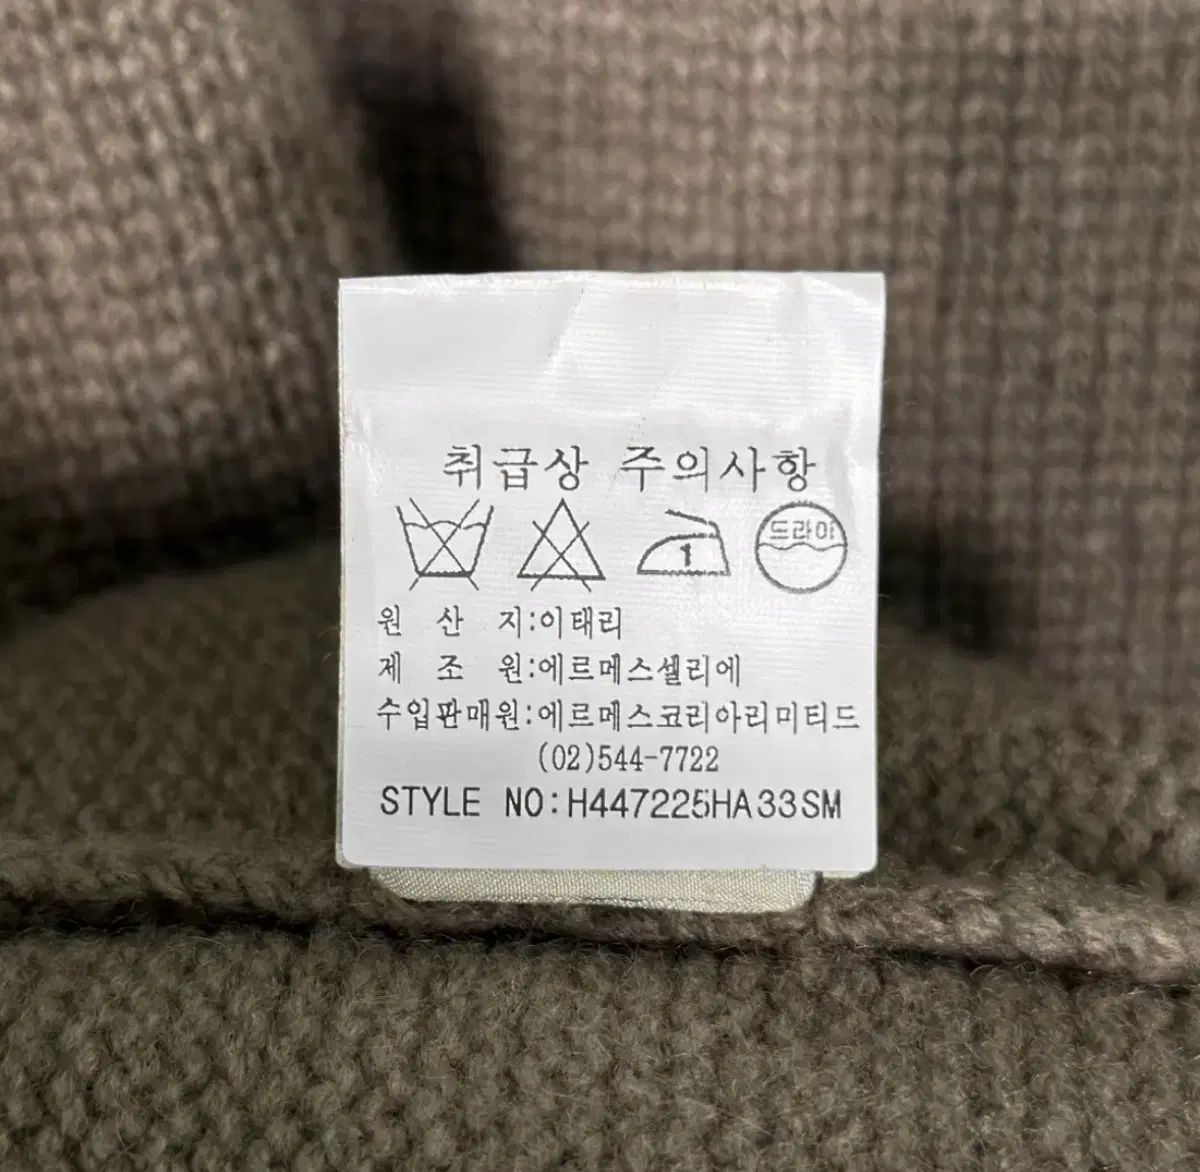 취급상 주의사항
1 드라이
원 산 지:이태리
제 조 원:에르메스셀리에
수입판매원:에르메스코리아리미티드
(02)544-7722
STYLE NO:H447225HA33SM